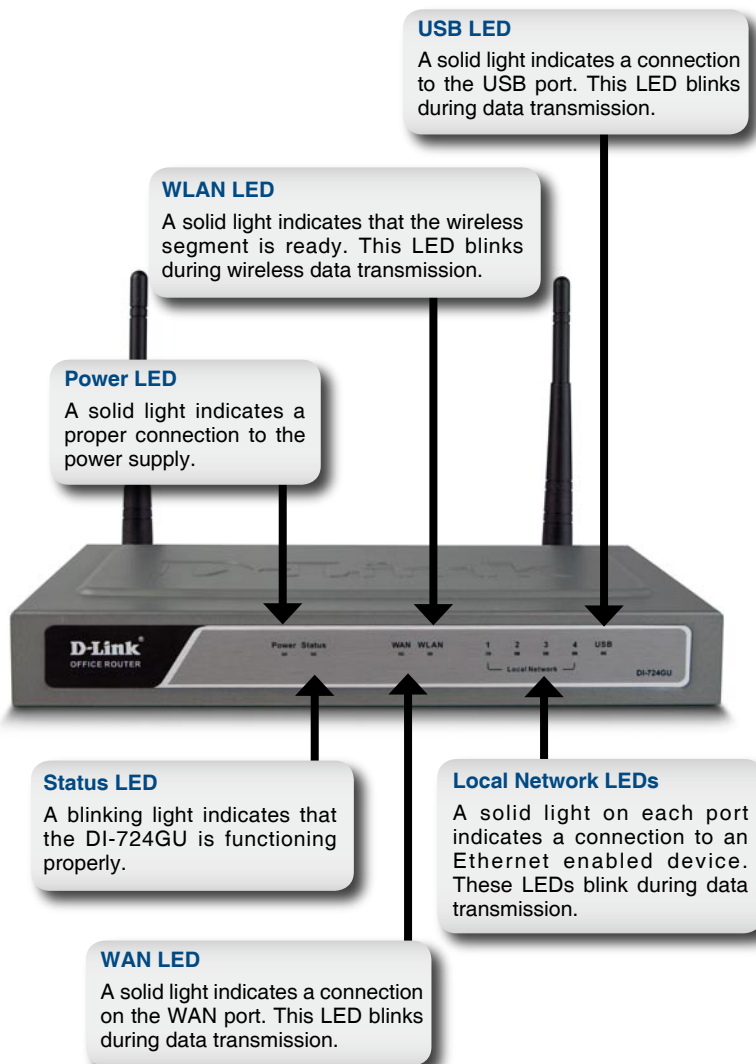 USB LED
A solid light indicates a connection
to the USB port. This LED blinks
during data transmission.
WLAN LED
A solid light indicates that the wireless
segment is ready. This LED blinks
during wireless data transmission.
Power LED
A solid light indicates a
proper connection to the
power supply.
D-Link
D-Link®
OFFICE ROUTER
Power Status
WAN WLAN
1 2 3 4 USB
Local Network
DI-724GU
Status LED
A blinking light indicates that
the DI-724GU is functioning
properly.
Local Network LEDs
A solid light on each port
indicates a connection to an
Ethernet enabled device.
These LEDs blink during data
transmission.
WAN LED
A solid light indicates a connection
on the WAN port. This LED blinks
during data transmission.